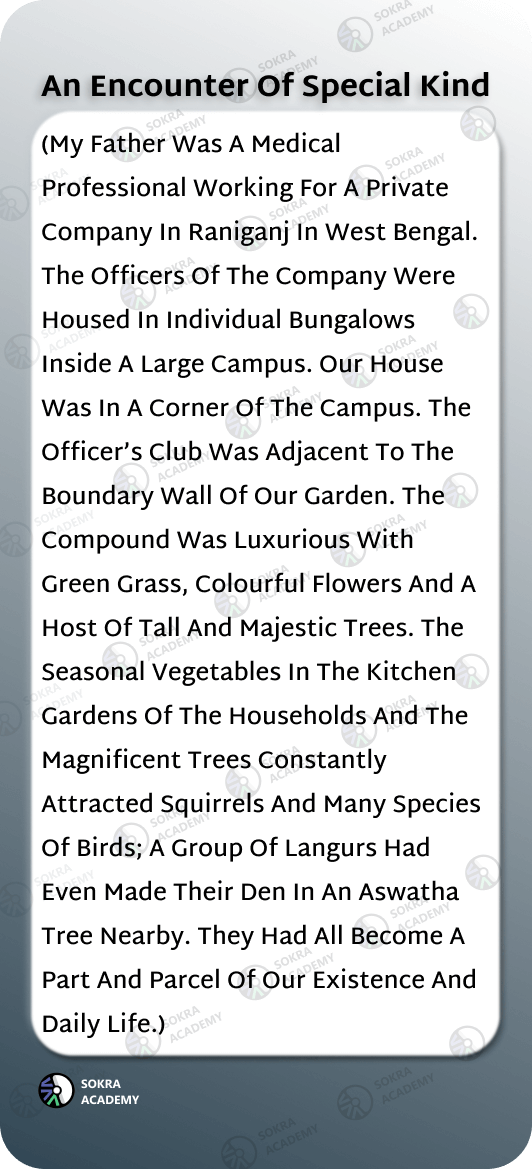 An Encounter Of Special Kind
(My Father Was A Medical
Professional Working For A Private
Company In Raniganj In West Bengal.
The Officers Of The Company Were
Housed In Individual Bungalows
Inside A Large Campus. Our House
Was In A Corner Of The Campus. The
Officer’s Club Was Adjacent To The
Boundary Wall Of Our Garden. The
Compound Was Luxurious With
Green Grass, Colourful Flowers And A
Host Of Tall And Majestic Trees. The
Seasonal Vegetables In The Kitchen
Gardens Of The Households And The
Magnificent Trees Constantly
Attracted Squirrels And Many Species
Of Birds; A Group Of Langurs Had
Even Made Their Den In An Aswatha
Tree Nearby. They Had All Become A
Part And Parcel Of Our Existence And
Daily Life.)
SOKRA
ACADEMY